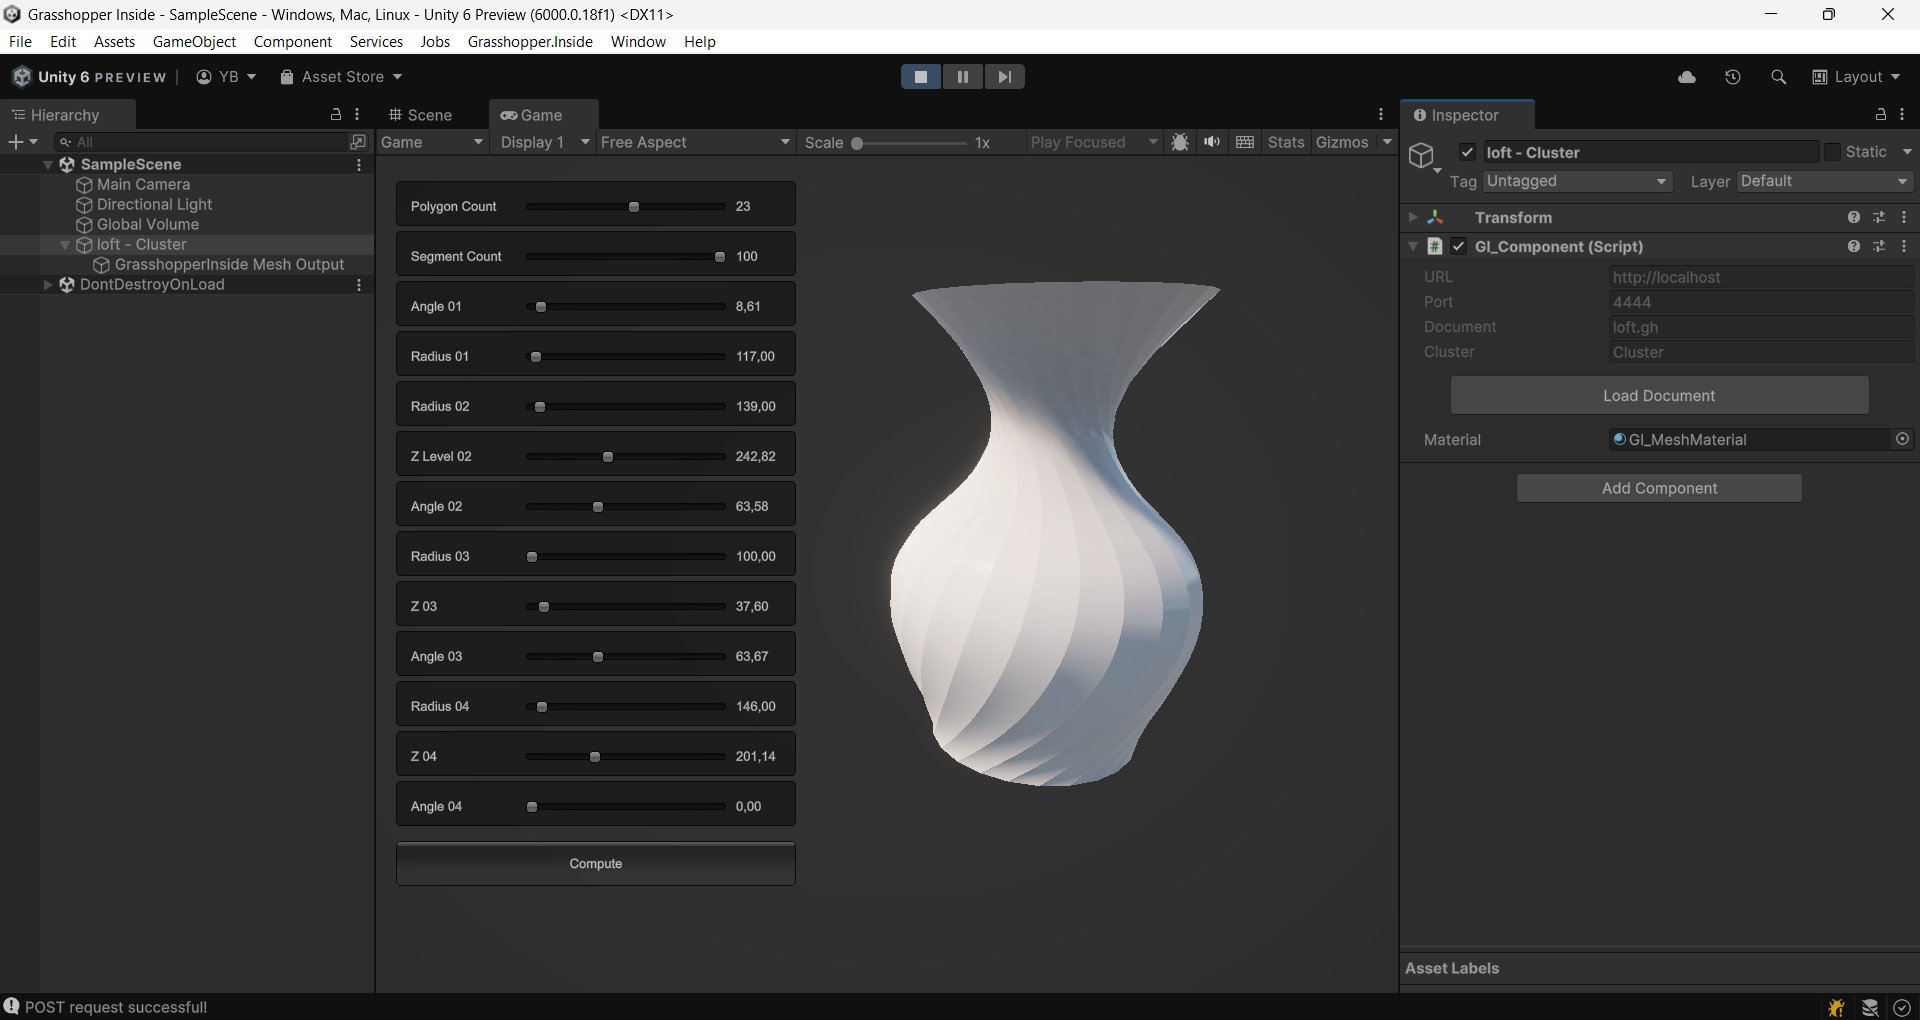 Grasshopper Inside - SampleScene - Windows, Mac, Linux - Unity 6 Preview (6000.0.18f1) <DX11>
File Edit Assets GameObject Component Services Jobs Grasshopper.Inside Window Help
Unity 6 PREVIEW YB Asset Store Layout
Hierarchy
All
SampleScene
Main Camera
Directional Light
Global Volume
loft - Cluster
GrasshopperInside Mesh Output
DontDestroyOnLoad
Scene Game
Game Display 1 Free Aspect Scale 1x Play Focused Stats Gizmos
Polygon Count 23
Segment Count 100
Angle 01 8,61
Radius 01 117,00
Radius 02 139,00
Z Level 02 242,82
Angle 02 63,58
Radius 03 100,00
Z 03 37,60
Angle 03 63,67
Radius 04 146,00
Z 04 201,14
Angle 04 0,00
Compute
Inspector
loft - Cluster Static
Tag Untagged Layer Default
Transform
# GI_Component (Script)
URL http://localhost
Port 4444
Document loft.gh
Cluster Cluster
Load Document
Material GI_MeshMaterial
Add Component
Asset Labels
POST request successful!